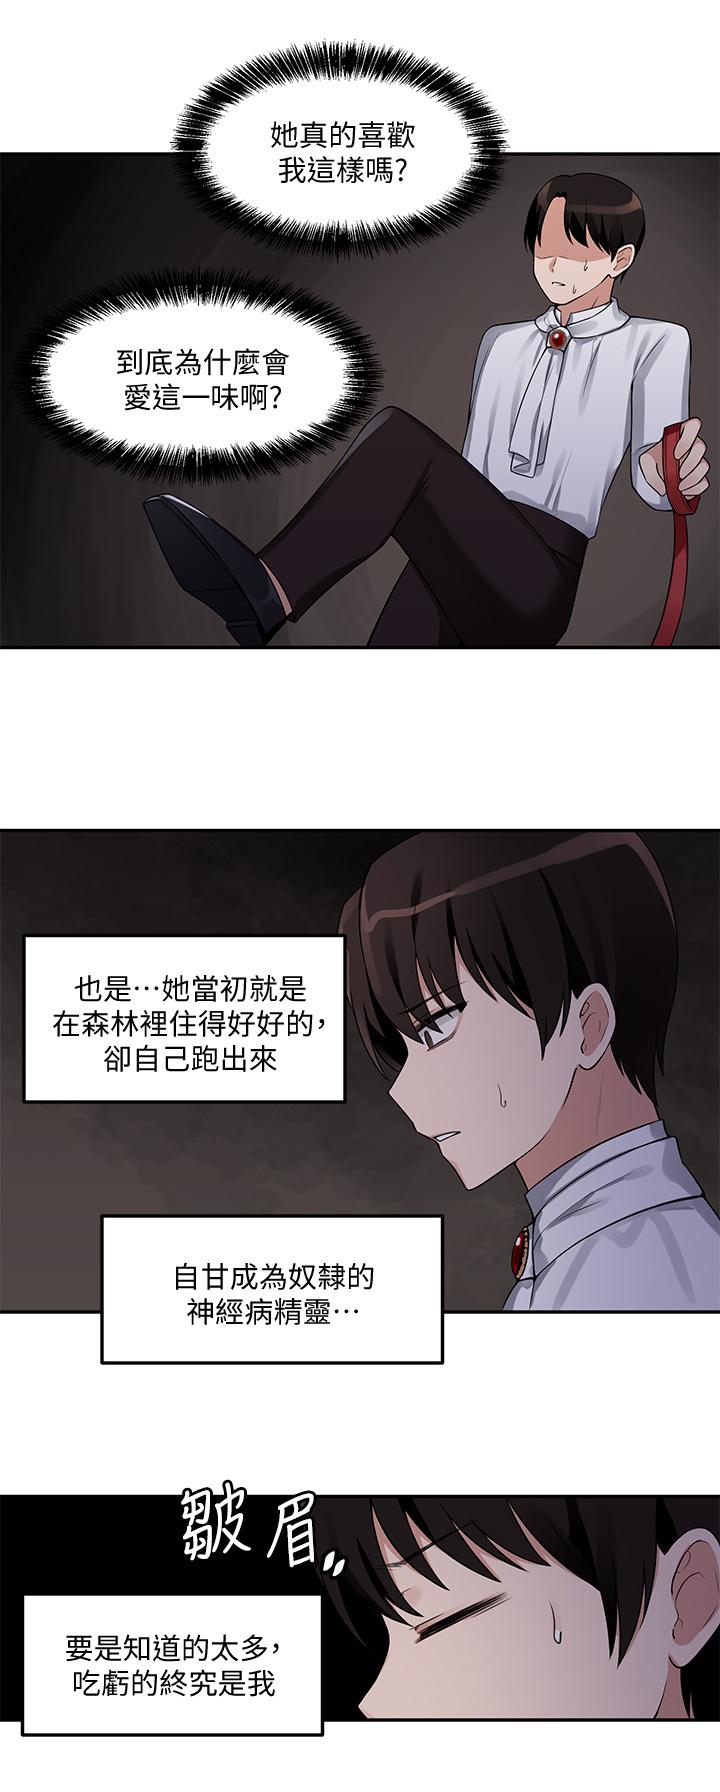 她真的喜歡
我這樣嗎?
到底為什麼會
愛這一味啊?
也是…她當初就是
在森林裡住得好好的，
卻自己跑出來
自甘成為奴隸的
神經病精靈…
皺眉
要是知道的太多，
吃虧的終究是我